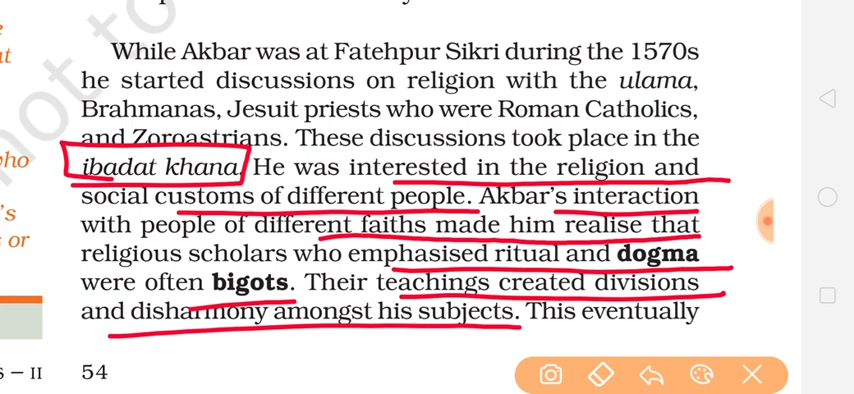 While Akbar was at Fatehpur Sikri during the 1570s
he started discussions on religion with the ulama,
Brahmanas, Jesuit priests who were Roman Catholics,
and Zoroastrians. These discussions took place in the
ibadat khana. He was interested in the religion and
social customs of different people. Akbar's interaction
with people of different faiths made him realise that
religious scholars who emphasised ritual and dogma
were often bigots. Their teachings created divisions
and disharmony amongst his subjects. This eventually
– II
54
not to
or